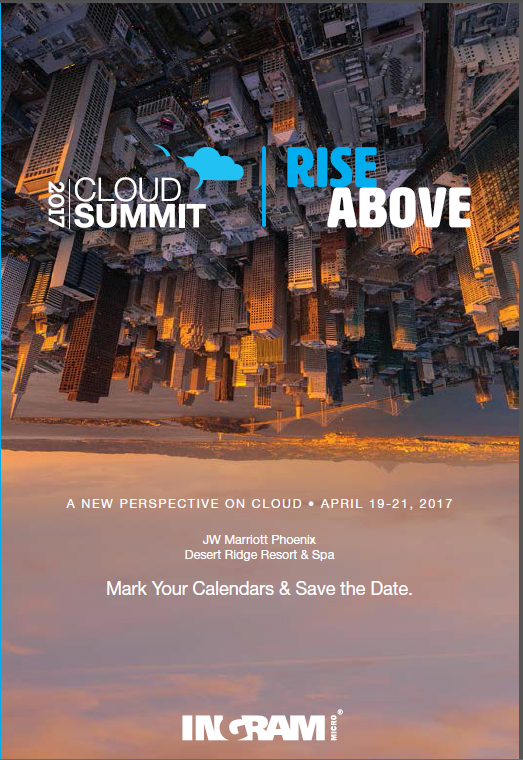 2017
CLOUD
SUMMIT
RISE
ABOVE
A NEW PERSPECTIVE ON CLOUD • APRIL 19-21, 2017
JW Marriott Phoenix
Desert Ridge Resort & Spa
Mark Your Calendars & Save the Date.
INGRAM MICRO®